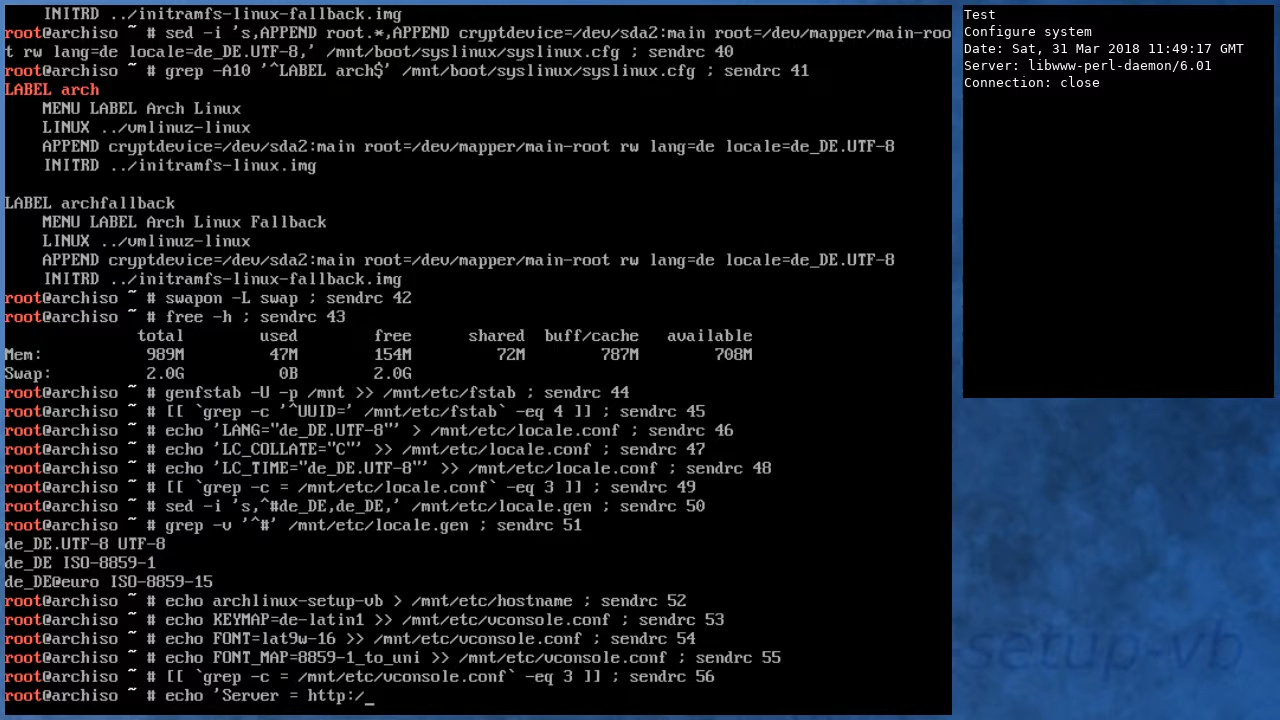 INITRD ../initramfs-linux-fallback.img
root@archiso ~ # sed -i 's,APPEND root.*,APPEND cryptdevice=/dev/sda2:main root=/dev/mapper/main-roo
t rw lang=de locale=de_DE.UTF-8,' /mnt/boot/syslinux/syslinux.cfg ; sendrc 40
root@archiso ~ # grep -A10 '^LABEL arch$' /mnt/boot/syslinux/syslinux.cfg ; sendrc 41
LABEL arch
MENU LABEL Arch Linux
LINUX ../vmlinuz-linux
APPEND cryptdevice=/dev/sda2:main root=/dev/mapper/main-root rw lang=de locale=de_DE.UTF-8
INITRD ../initramfs-linux.img
LABEL archfallback
MENU LABEL Arch Linux Fallback
LINUX ../vmlinuz-linux
APPEND cryptdevice=/dev/sda2:main root=/dev/mapper/main-root rw lang=de locale=de_DE.UTF-8
INITRD ../initramfs-linux-fallback.img
root@archiso ~ # swapon -L swap ; sendrc 42
root@archiso ~ # free -h ; sendrc 43
total used free shared buff/cache available
Mem: 989M 47M 154M 72M 787M 708M
Swap: 2.0G 0B 2.0G
root@archiso ~ # genfstab -U -p /mnt >> /mnt/etc/fstab ; sendrc 44
root@archiso ~ # [[ `grep -c '^UUID=' /mnt/etc/fstab` -eq 4 ]] ; sendrc 45
root@archiso ~ # echo 'LANG="de_DE.UTF-8"' > /mnt/etc/locale.conf ; sendrc 46
root@archiso ~ # echo 'LC_COLLATE="C"' >> /mnt/etc/locale.conf ; sendrc 47
root@archiso ~ # echo 'LC_TIME="de_DE.UTF-8"' >> /mnt/etc/locale.conf ; sendrc 48
root@archiso ~ # [[ `grep -c = /mnt/etc/locale.conf` -eq 3 ]] ; sendrc 49
root@archiso ~ # sed -i 's,^#de_DE,de_DE,' /mnt/etc/locale.gen ; sendrc 50
root@archiso ~ # grep -v '^#' /mnt/etc/locale.gen ; sendrc 51
de_DE.UTF-8 UTF-8
de_DE ISO-8859-1
de_DE@euro ISO-8859-15
root@archiso ~ # echo archlinux-setup-vb > /mnt/etc/hostname ; sendrc 52
root@archiso ~ # echo KEYMAP=de-latin1 >> /mnt/etc/vconsole.conf ; sendrc 53
root@archiso ~ # echo FONT=lat9w-16 >> /mnt/etc/vconsole.conf ; sendrc 54
root@archiso ~ # echo FONT_MAP=8859-1_to_uni >> /mnt/etc/vconsole.conf ; sendrc 55
root@archiso ~ # [[ `grep -c = /mnt/etc/vconsole.conf` -eq 3 ]] ; sendrc 56
root@archiso ~ # echo 'Server = http:/_
Test
Configure system
Date: Sat, 31 Mar 2018 11:49:17 GMT
Server: libwww-perl-daemon/6.01
Connection: close
setup-vb